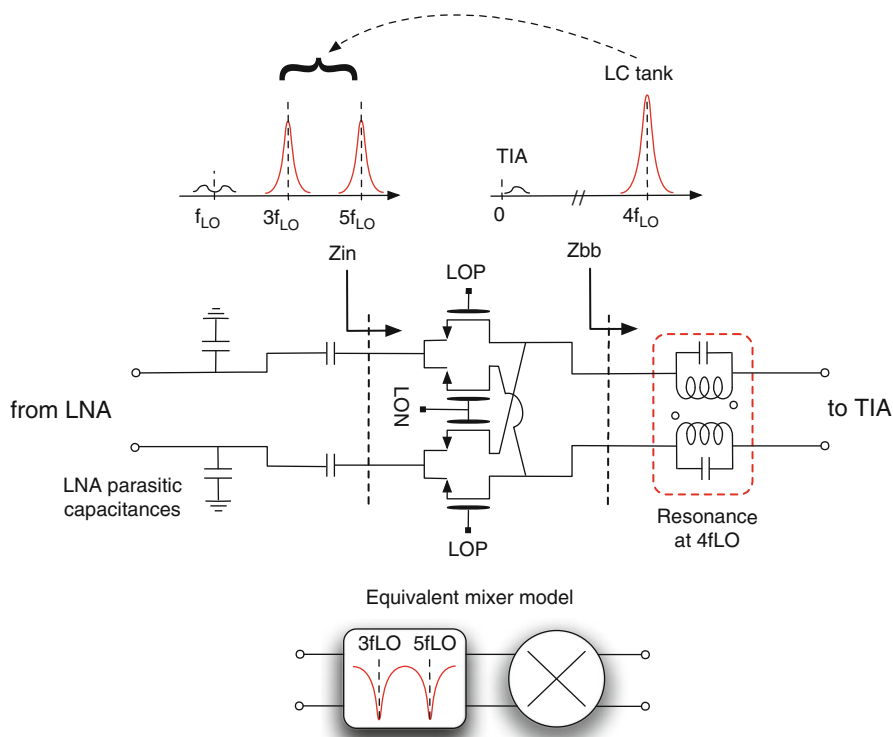 LC tank
TIA
fLO
3fLO
5fLO
0
4fLO
Zin
Zbb
LOP
from LNA
LON
to TIA
LNA parasitic
capacitances
LOP
Resonance
at 4fLO
Equivalent mixer model
3fLO
5fLO